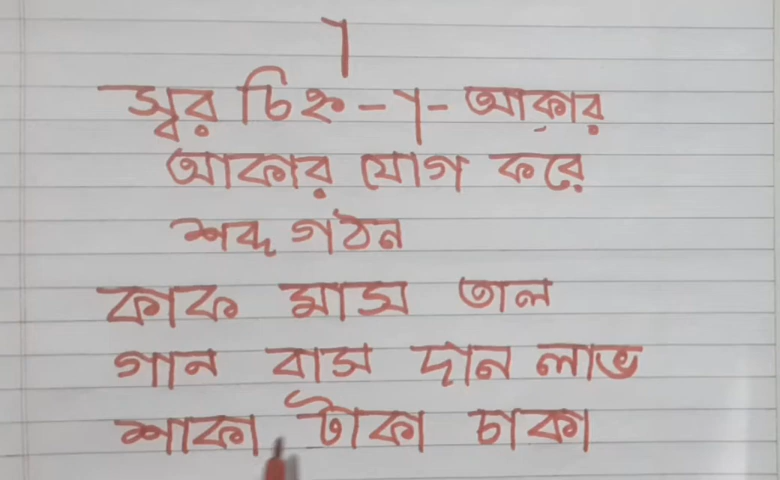 া
স্বর চিহ্ন - া - আকার
আকার যোগ করে
শব্দ গঠন
কাক মাস তাল
গান বাস দান লাভ
শাকা টাকা চাকা